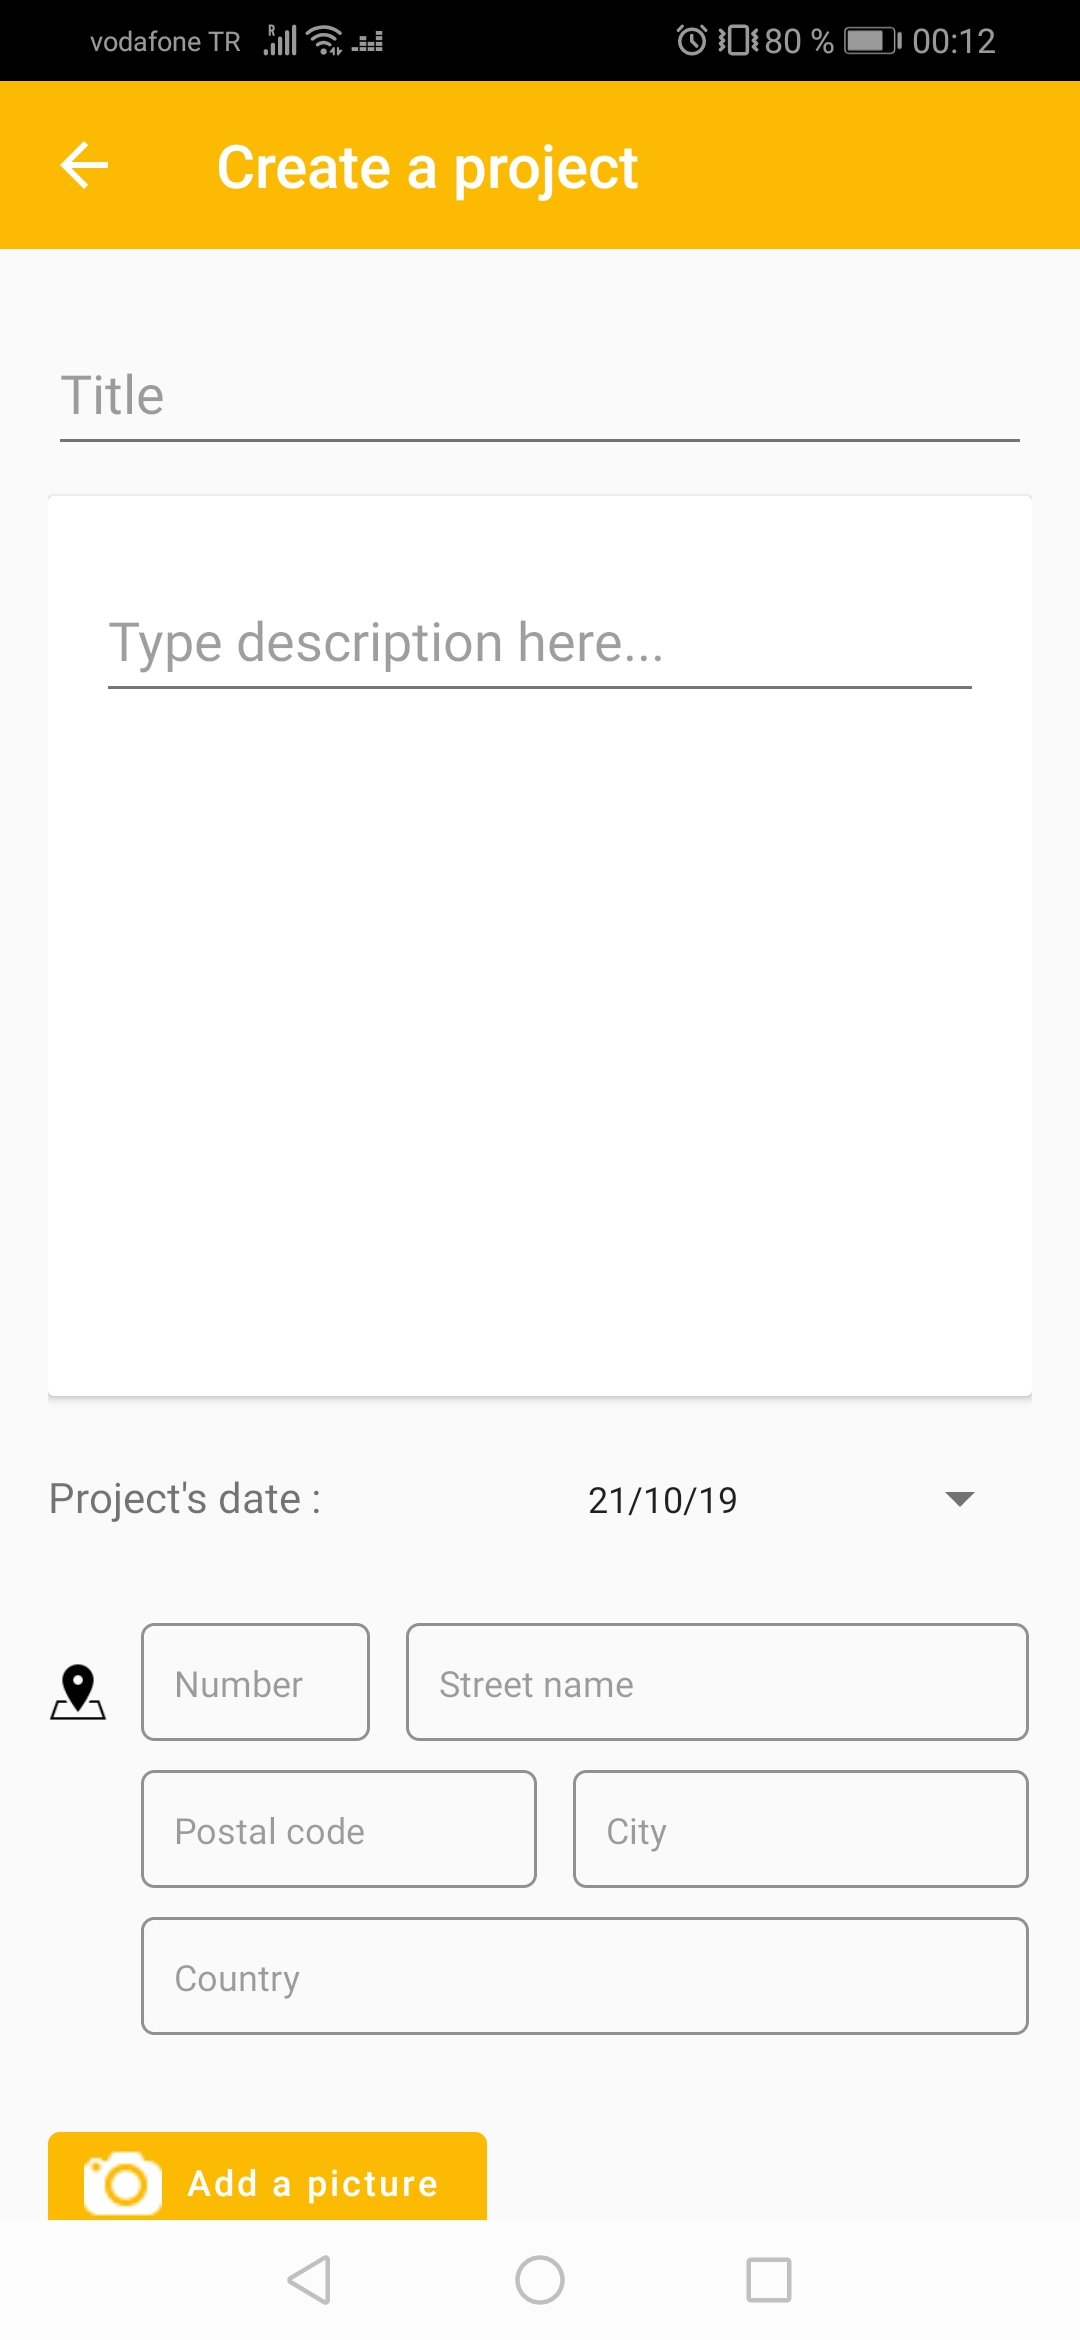 vodafone TR 80 % 00:12
Create a project
Title
Type description here...
Project's date : 21/10/19
Number Street name
Postal code City
Country
Add a picture